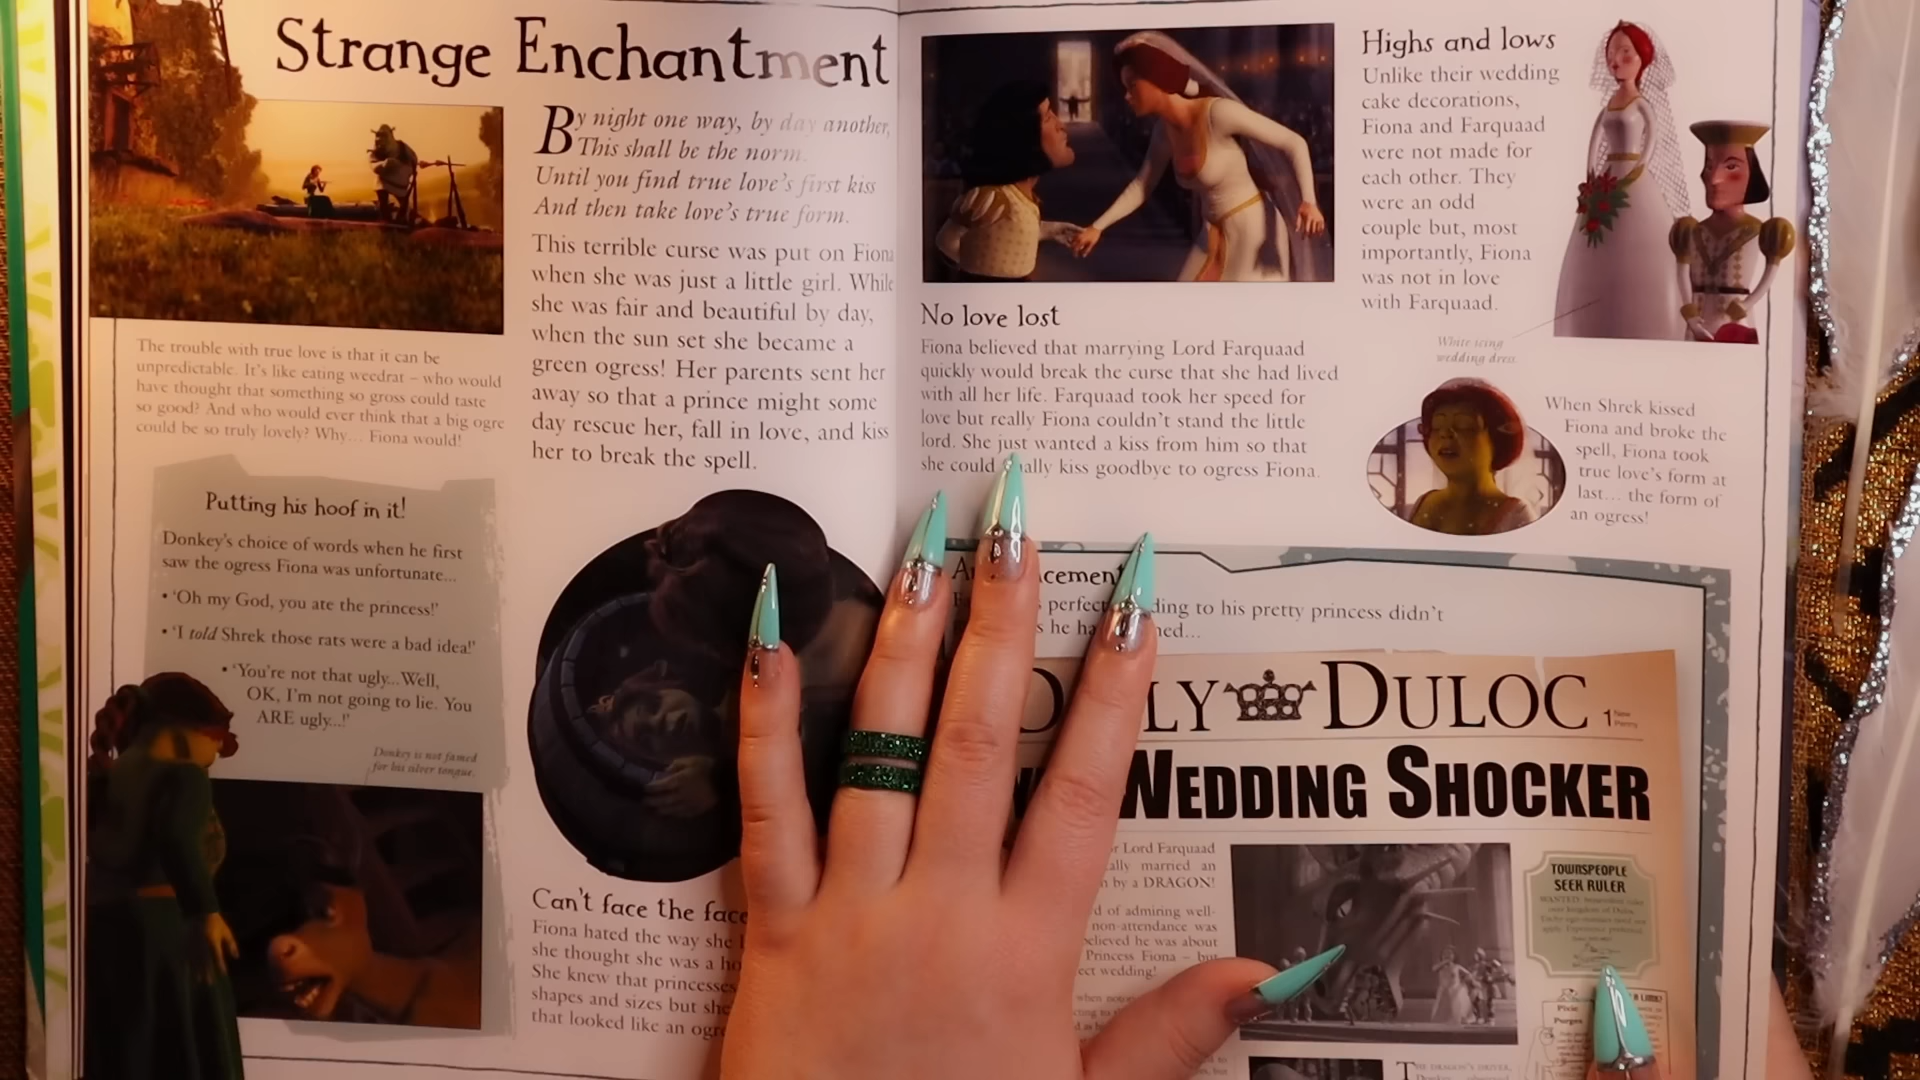 Strange Enchantment
By night one way, by day another,
This shall be the norm.
Until you find true love's first kiss
And then take love's true form.
This terrible curse was put on Fiona
when she was just a little girl. While
she was fair and beautiful by day,
when the sun set she became a
green ogress! Her parents sent her
away so that a prince might some
day rescue her, fall in love, and kiss
her to break the spell.
The trouble with true love is that it can be
unpredictable. It's like eating weedrat – who would
have thought that something so gross could taste
so good? And who would ever think that a big ogre
could be so truly lovely? Why... Fiona would!
Putting his hoof in it!
Donkey's choice of words when he first
saw the ogress Fiona was unfortunate...
• 'Oh my God, you ate the princess!'
• 'I told Shrek those rats were a bad idea!'
• 'You're not that ugly...Well,
OK, I'm not going to lie. You
ARE ugly...!'
Donkey is not famed
for his silver tongue.
Can't face the face
Fiona hated the way she
she thought she was a
She knew that princesses
shapes and sizes but she
that looked like an
No love lost
Fiona believed that marrying Lord Farquaad
quickly would break the curse that she had lived
with all her life. Farquaad took her speed for
love but really Fiona couldn't stand the little
lord. She just wanted a kiss from him so that
she could kiss goodbye to ogress Fiona.
Highs and lows
Unlike their wedding
cake decorations,
Fiona and Farquaad
were not made for
each other. They
were an odd
couple but, most
importantly, Fiona
was not in love
with Farquaad.
White icing
wedding dress.
When Shrek kissed
Fiona and broke the
spell, Fiona took
true love's form at
last... the form of
an ogress!
to his pretty princess didn't
he
DULOC
1 New
Penny
WEDDING SHOCKER
Lord Farquaad
married an
by a DRAGON!
of admiring well-
non-attendance was
believed he was about
Princess Fiona – but
wedding!
when
TOWNSPEOPLE
SEEK RULER
WANTED:
Pixie
Purges
THE DRAGON'S DRIVER,